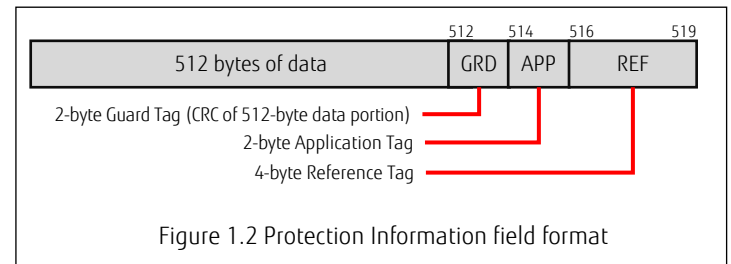 512 514 516 519
512 bytes of data GRD APP REF
2-byte Guard Tag (CRC of 512-byte data portion)
2-byte Application Tag
4-byte Reference Tag
Figure 1.2 Protection Information field format